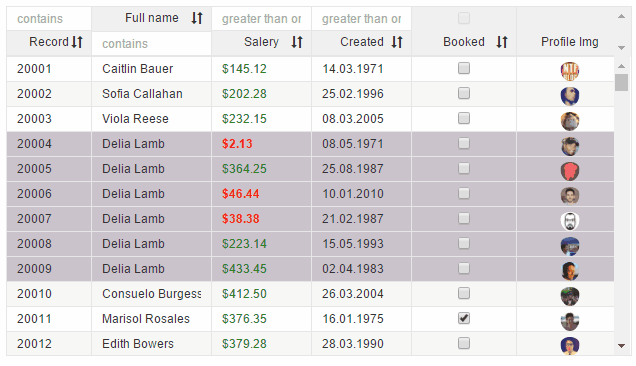 contains Full name greater than or greater than or
Record Salery Created Booked Profile Img
contains
20001 Caitlin Bauer $145.12 14.03.1971
20002 Sofia Callahan $202.28 25.02.1996
20003 Viola Reese $232.15 08.03.2005
20004 Delia Lamb $2.13 08.05.1971
20005 Delia Lamb $364.25 25.08.1987
20006 Delia Lamb $46.44 10.01.2010
20007 Delia Lamb $38.38 21.02.1987
20008 Delia Lamb $223.14 15.05.1993
20009 Delia Lamb $433.45 02.04.1983
20010 Consuelo Burgess $412.50 26.03.2004
20011 Marisol Rosales $376.35 16.01.1975
20012 Edith Bowers $379.28 28.03.1990